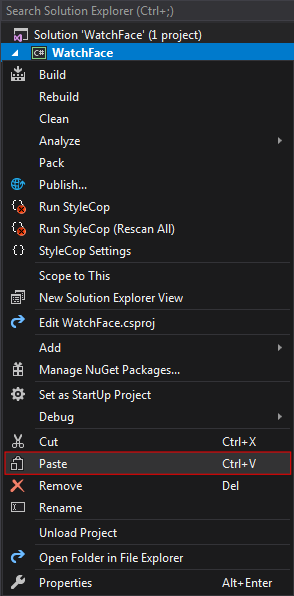 Search Solution Explorer (Ctrl+;)
Solution 'WatchFace' (1 project)
C# WatchFace
Build
Rebuild
Clean
Analyze
Pack
Publish...
Run StyleCop
Run StyleCop (Rescan All)
{} StyleCop Settings
Scope to This
New Solution Explorer View
Edit WatchFace.csproj
Add
Manage NuGet Packages...
Set as StartUp Project
Debug
Cut Ctrl+X
Paste Ctrl+V
Remove Del
Rename
Unload Project
Open Folder in File Explorer
Properties Alt+Enter